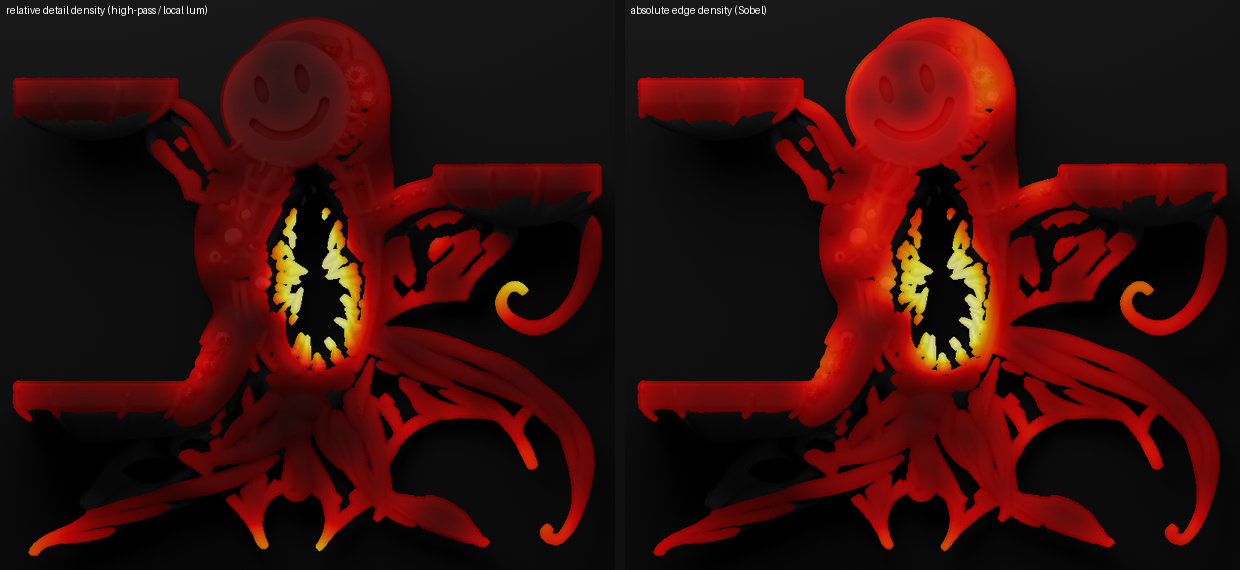 relative detail density (high-pass / local lum)
absolute edge density (Sobel)